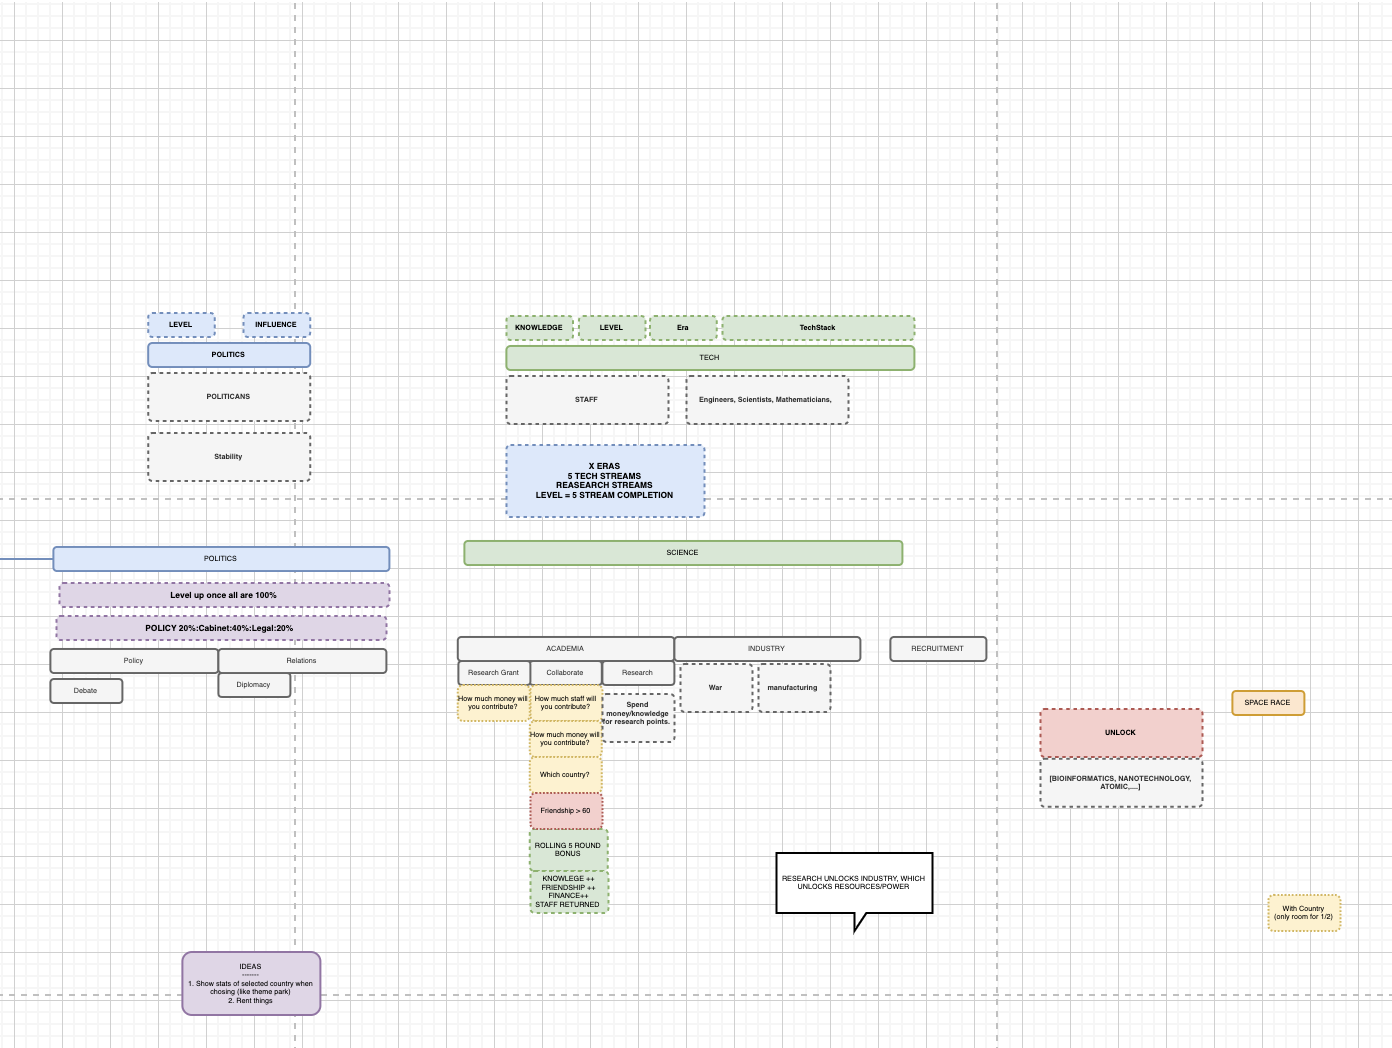 LEVEL
INFLUENCE
POLITICS
POLITICANS
Stability
KNOWLEDGE
LEVEL
Era
TechStack
TECH
STAFF
Engineers, Scientists, Mathematicians,
X ERAS
5 TECH STREAMS
REASEARCH STREAMS
LEVEL = 5 STREAM COMPLETION
POLITICS
Level up once all are 100%
POLICY 20%:Cabinet:40%:Legal:20%
Policy
Relations
Debate
Diplomacy
SCIENCE
ACADEMIA
INDUSTRY
RECRUITMENT
Research Grant
Collaborate
Research
How much money will
you contribute?
How much staff will
you contribute?
Spend
money/knowledge
for research points.
War
manufacturing
How much money will
you contribute?
Which country?
Friendship > 60
ROLLING 5 ROUND
BONUS
KNOWLEGE ++
FRIENDSHIP ++
FINANCE++
STAFF RETURNED
SPACE RACE
UNLOCK
[BIOINFORMATICS, NANOTECHNOLOGY,
ATOMIC,....]
RESEARCH UNLOCKS INDUSTRY, WHICH
UNLOCKS RESOURCES/POWER
With Country
(only room for 1/2)
IDEAS
-------
1. Show stats of selected country when
chosing (like theme park)
2. Rent things